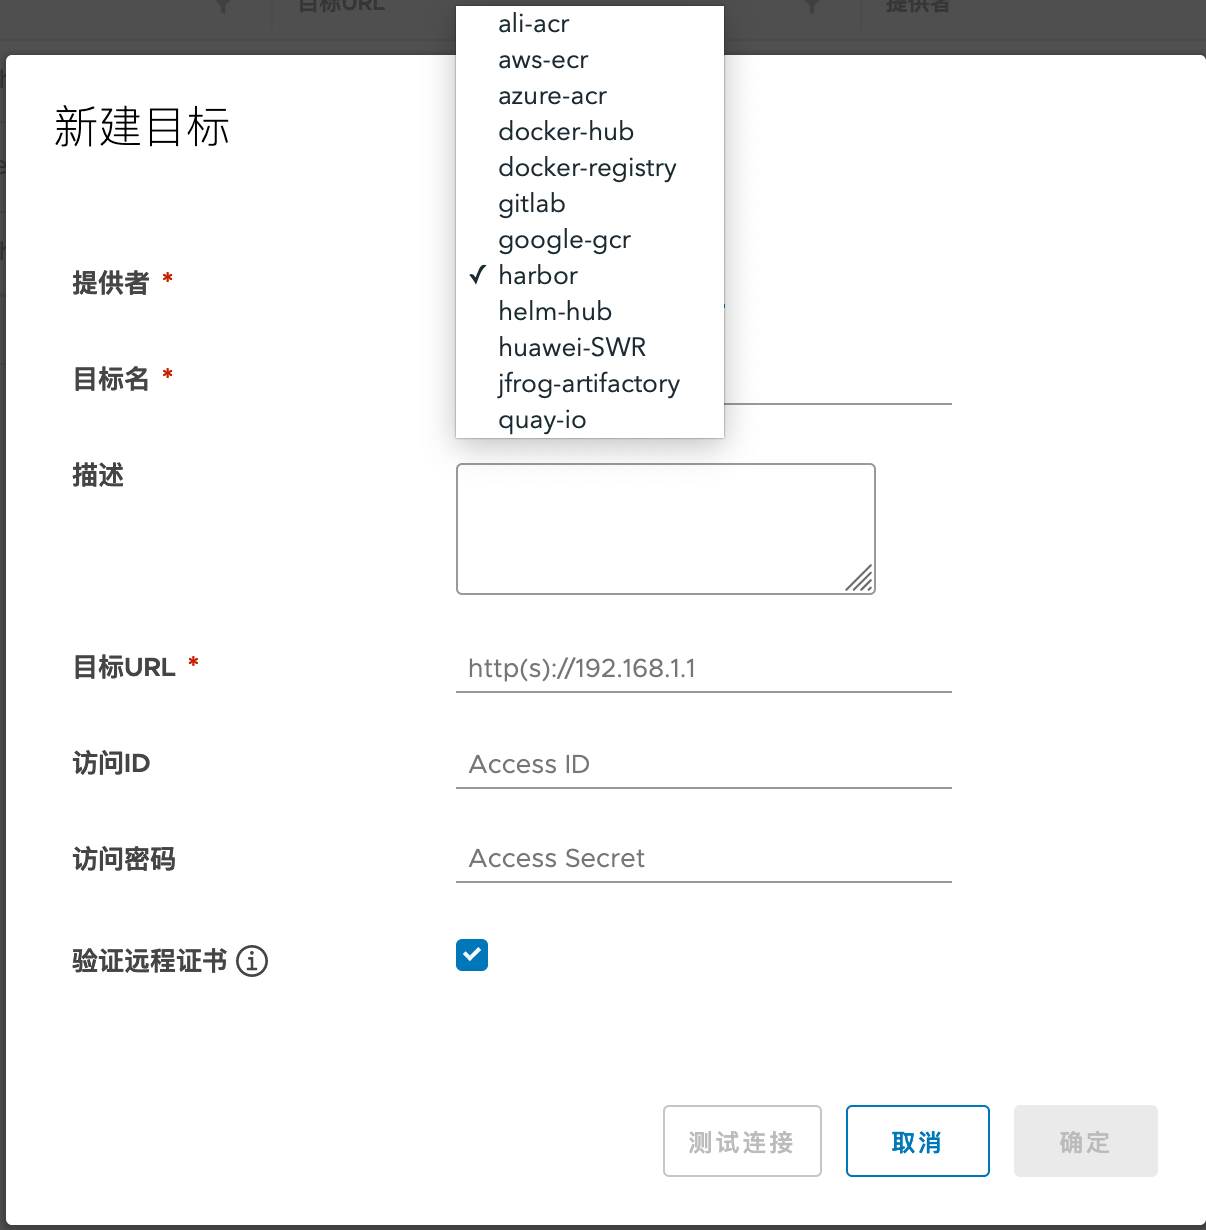 目标URL
提供者
新建目标
提供者 *
ali-acr
aws-ecr
azure-acr
docker-hub
docker-registry
gitlab
google-gcr
✓ harbor
helm-hub
huawei-SWR
jfrog-artifactory
quay-io
目标名 *
描述
目标URL *
http(s)://192.168.1.1
访问ID
Access ID
访问密码
Access Secret
验证远程证书
测试连接
取消
确定